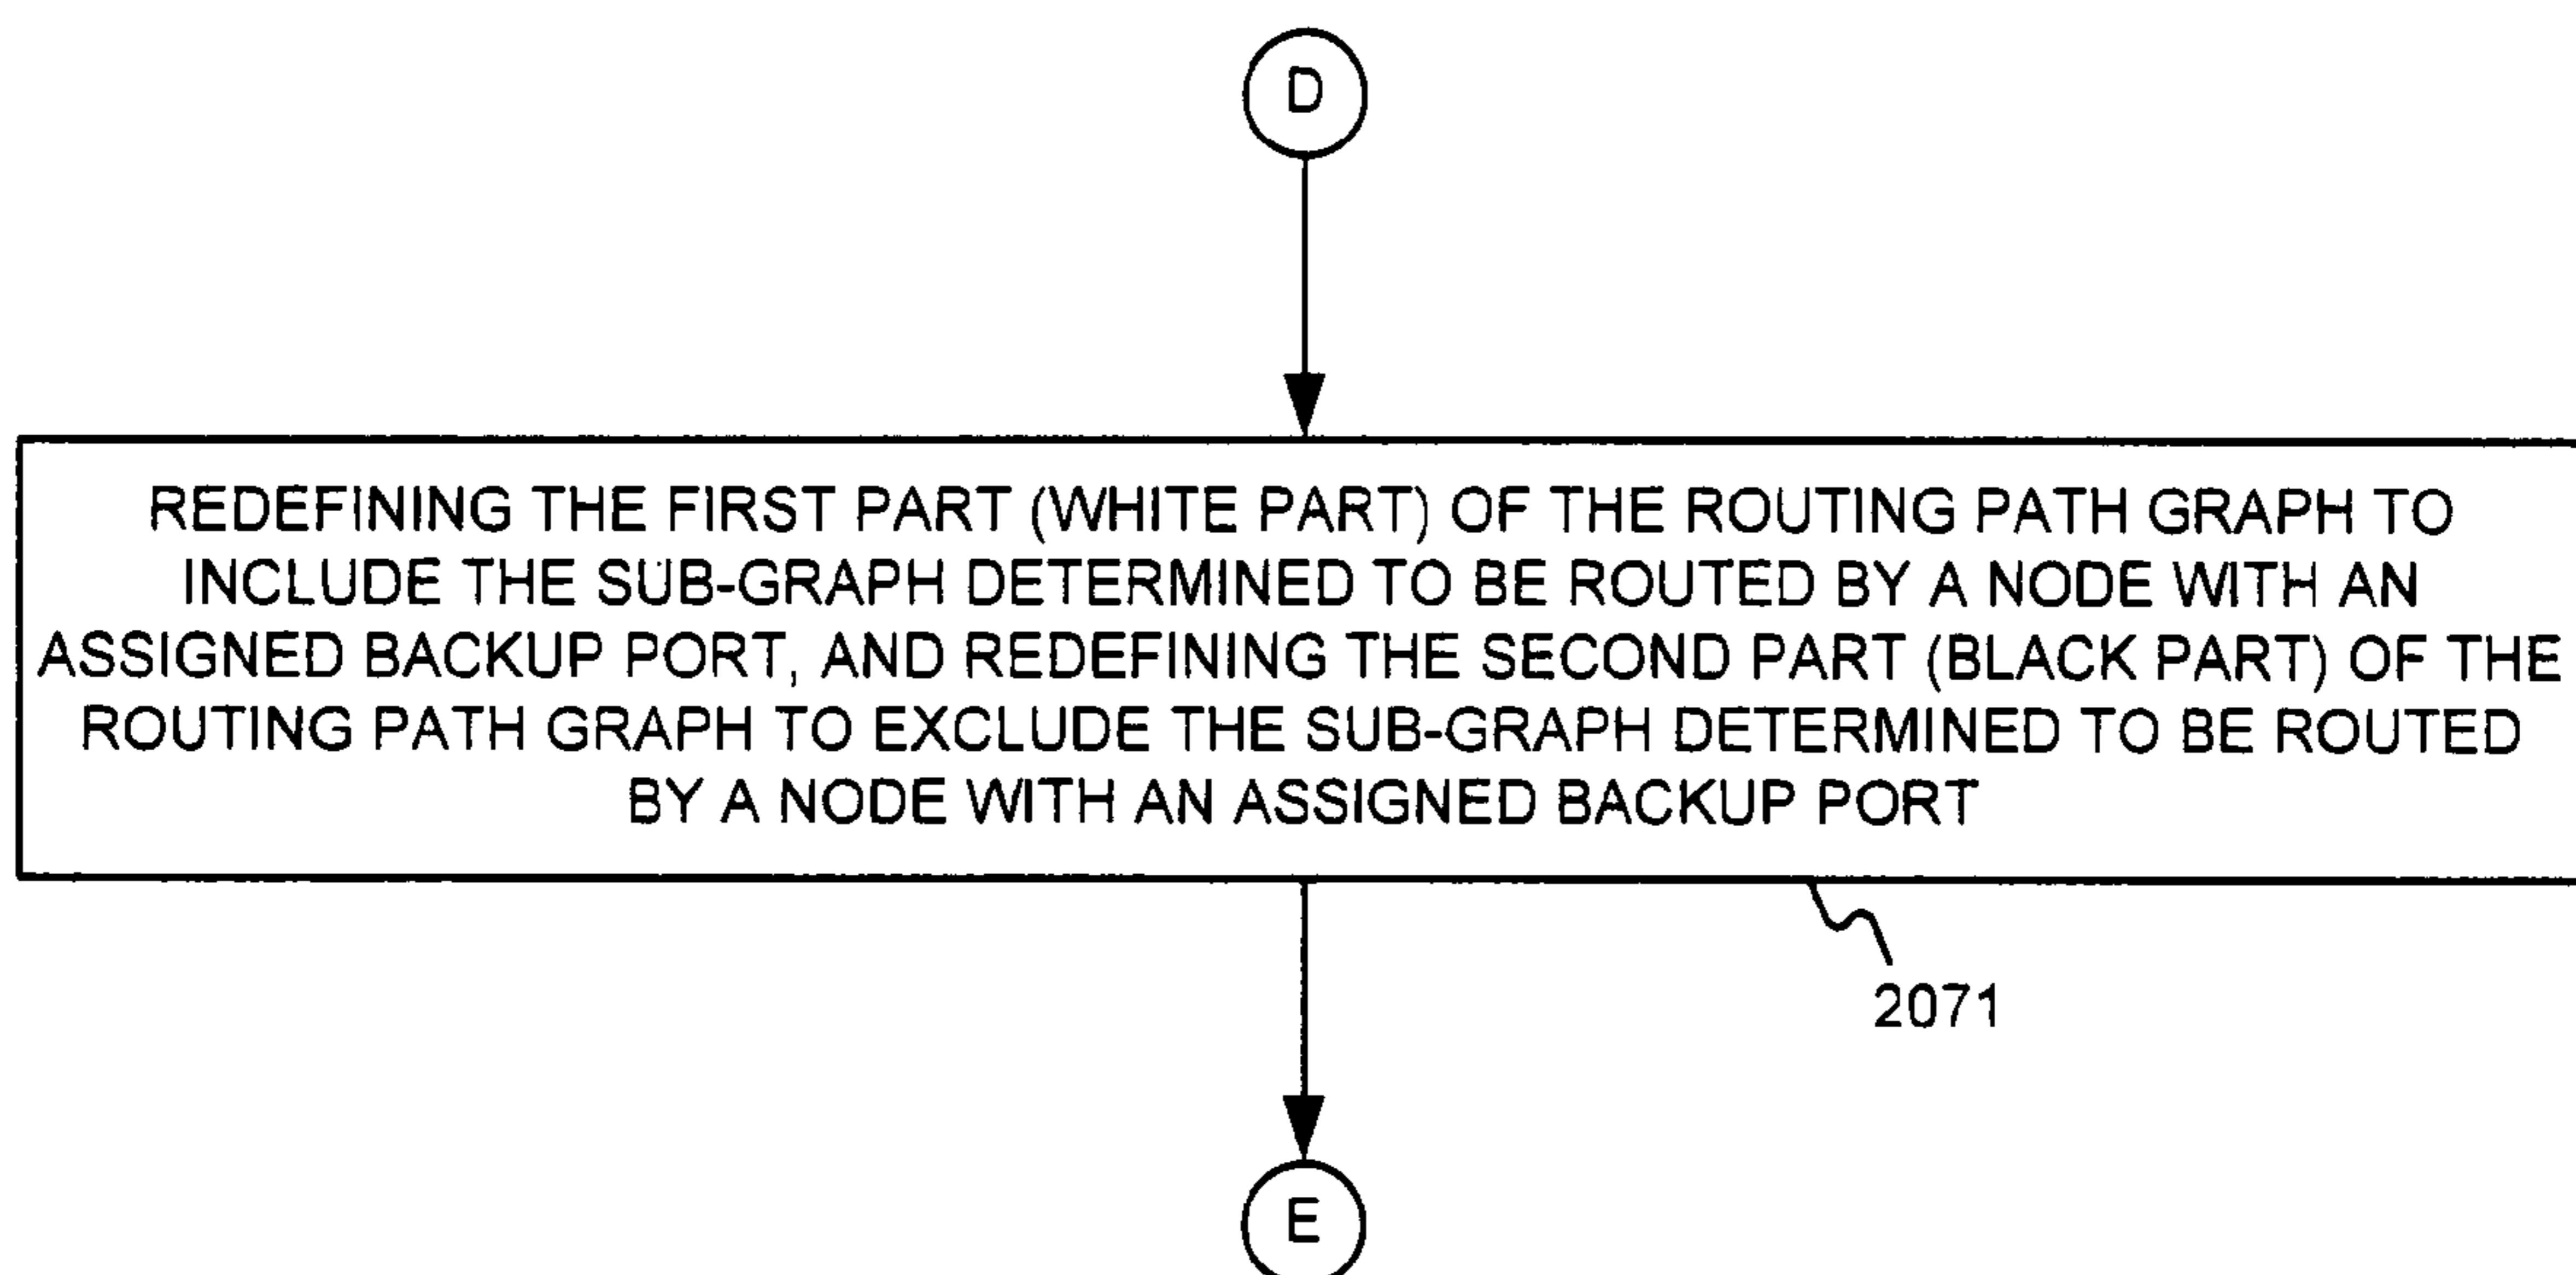 D
REDEFINING THE FIRST PART (WHITE PART) OF THE ROUTING PATH GRAPH TO
INCLUDE THE SUB-GRAPH DETERMINED TO BE ROUTED BY A NODE WITH AN
ASSIGNED BACKUP PORT, AND REDEFINING THE SECOND PART (BLACK PART) OF THE
ROUTING PATH GRAPH TO EXCLUDE THE SUB-GRAPH DETERMINED TO BE ROUTED
BY A NODE WITH AN ASSIGNED BACKUP PORT
2071
E